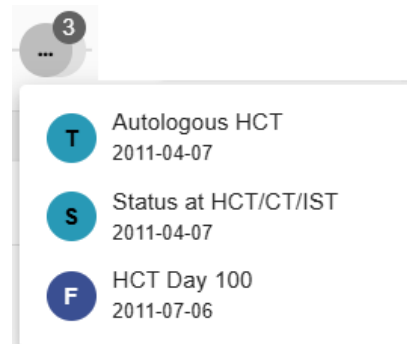 3
...
T
Autologous HCT
2011-04-07
S
Status at HCT/CT/IST
2011-04-07
F
HCT Day 100
2011-07-06